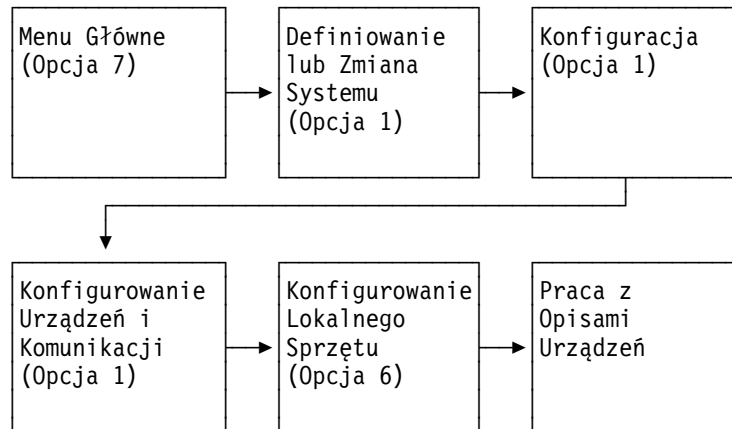 Menu Główne
(Opcja 7)
Definiowanie
lub Zmiana
Systemu
(Opcja 1)
Konfiguracja
(Opcja 1)
Konfigurowanie
Urządzeń i
Komunikacji
(Opcja 1)
Konfigurowanie
Lokalnego
Sprzętu
(Opcja 6)
Praca z
Opisami
Urządzeń